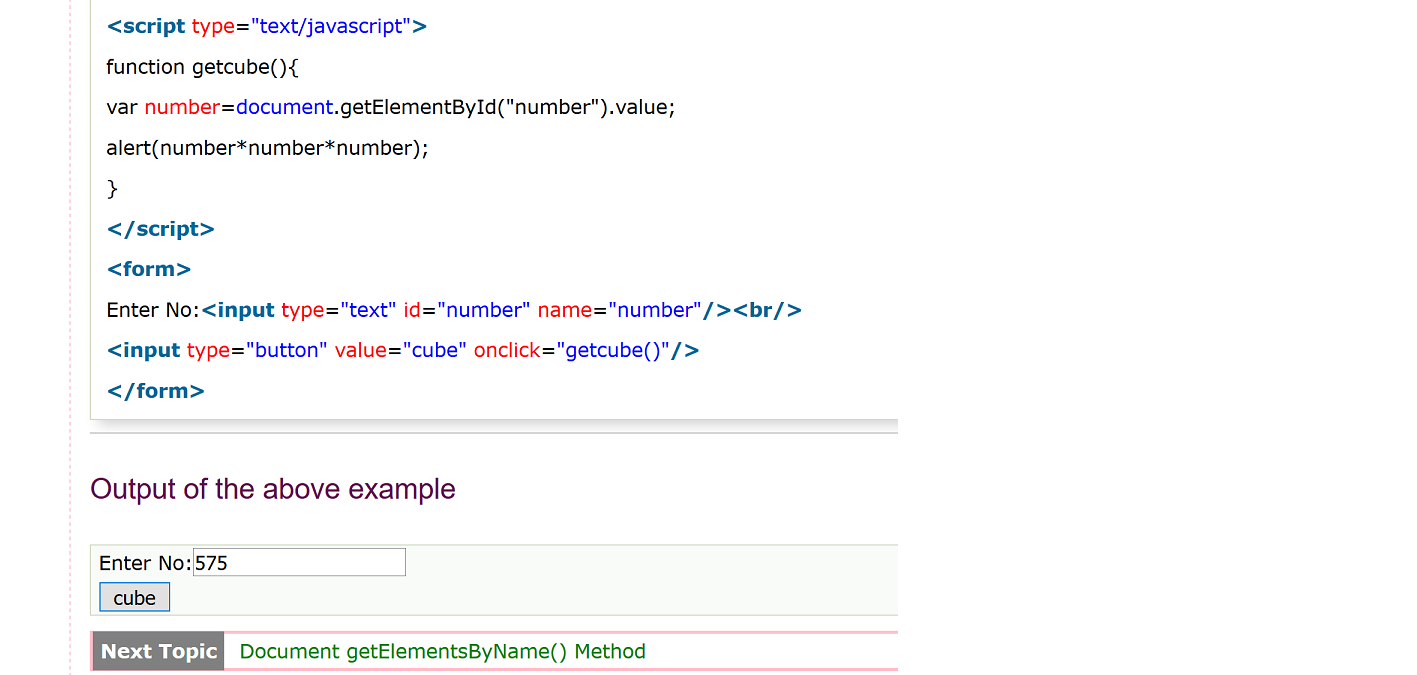 <script type="text/javascript">
function getcube(){
var number=document.getElementById("number").value;
alert(number*number*number);
}
</script>
<form>
Enter No:<input type="text" id="number" name="number"/><br/>
<input type="button" value="cube" onclick="getcube()"/>
</form>
Output of the above example
Enter No:575
cube
Next Topic Document getElementsByName() Method